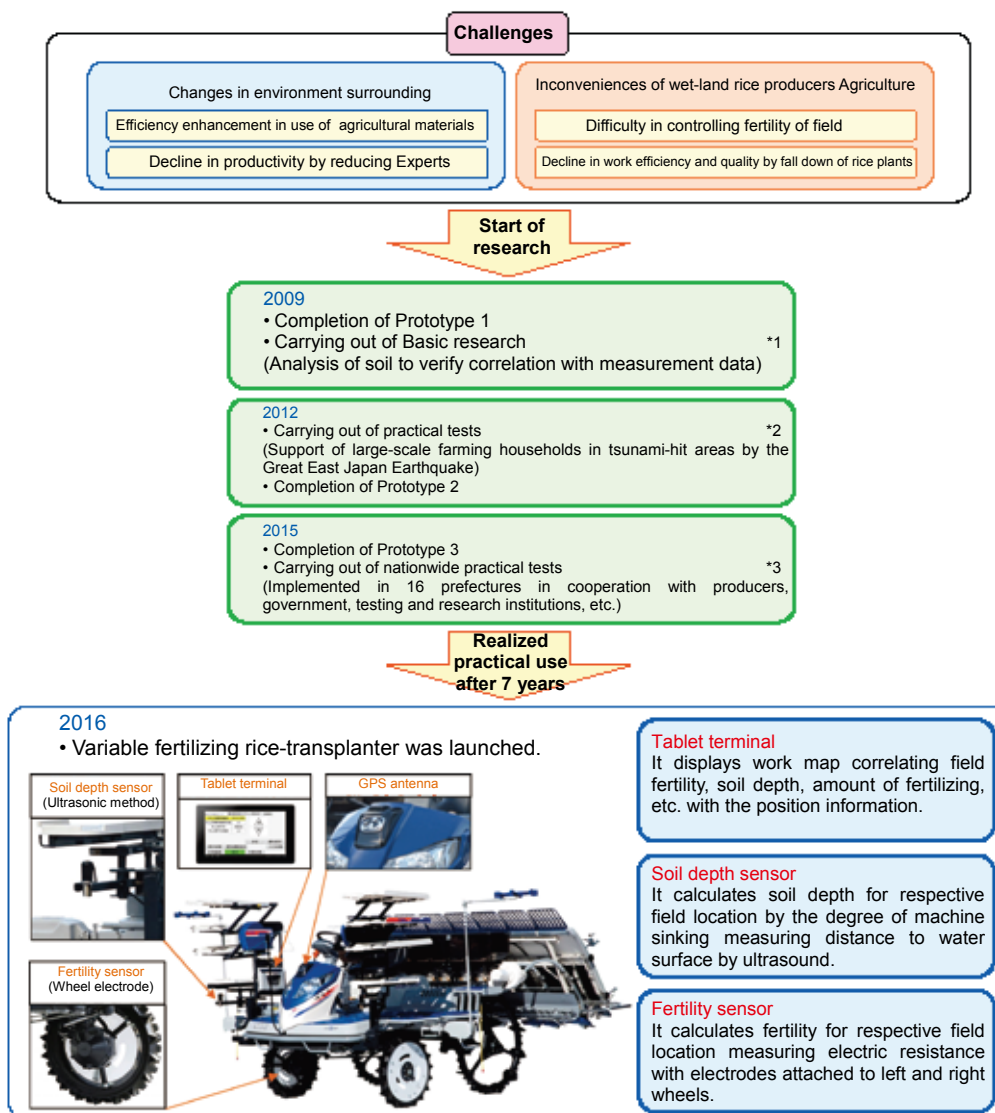 Challenges
Changes in environment surrounding
Efficiency enhancement in use of agricultural materials
Decline in productivity by reducing Experts
Inconveniences of wet-land rice producers Agriculture
Difficulty in controlling fertility of field
Decline in work efficiency and quality by fall down of rice plants
Start of
research
2009
• Completion of Prototype 1
• Carrying out of Basic research *1
(Analysis of soil to verify correlation with measurement data)
2012
• Carrying out of practical tests *2
(Support of large-scale farming households in tsunami-hit areas by the
Great East Japan Earthquake)
• Completion of Prototype 2
2015
• Completion of Prototype 3
• Carrying out of nationwide practical tests *3
(Implemented in 16 prefectures in cooperation with producers,
government, testing and research institutions, etc.)
Realized
practical use
after 7 years
2016
• Variable fertilizing rice-transplanter was launched.
Soil depth sensor
(Ultrasonic method)
Tablet terminal
GPS antenna
Fertility sensor
(Wheel electrode)
Tablet terminal
It displays work map correlating field
fertility, soil depth, amount of fertilizing,
etc. with the position information.
Soil depth sensor
It calculates soil depth for respective
field location by the degree of machine
sinking measuring distance to water
surface by ultrasound.
Fertility sensor
It calculates fertility for respective field
location measuring electric resistance
with electrodes attached to left and right
wheels.